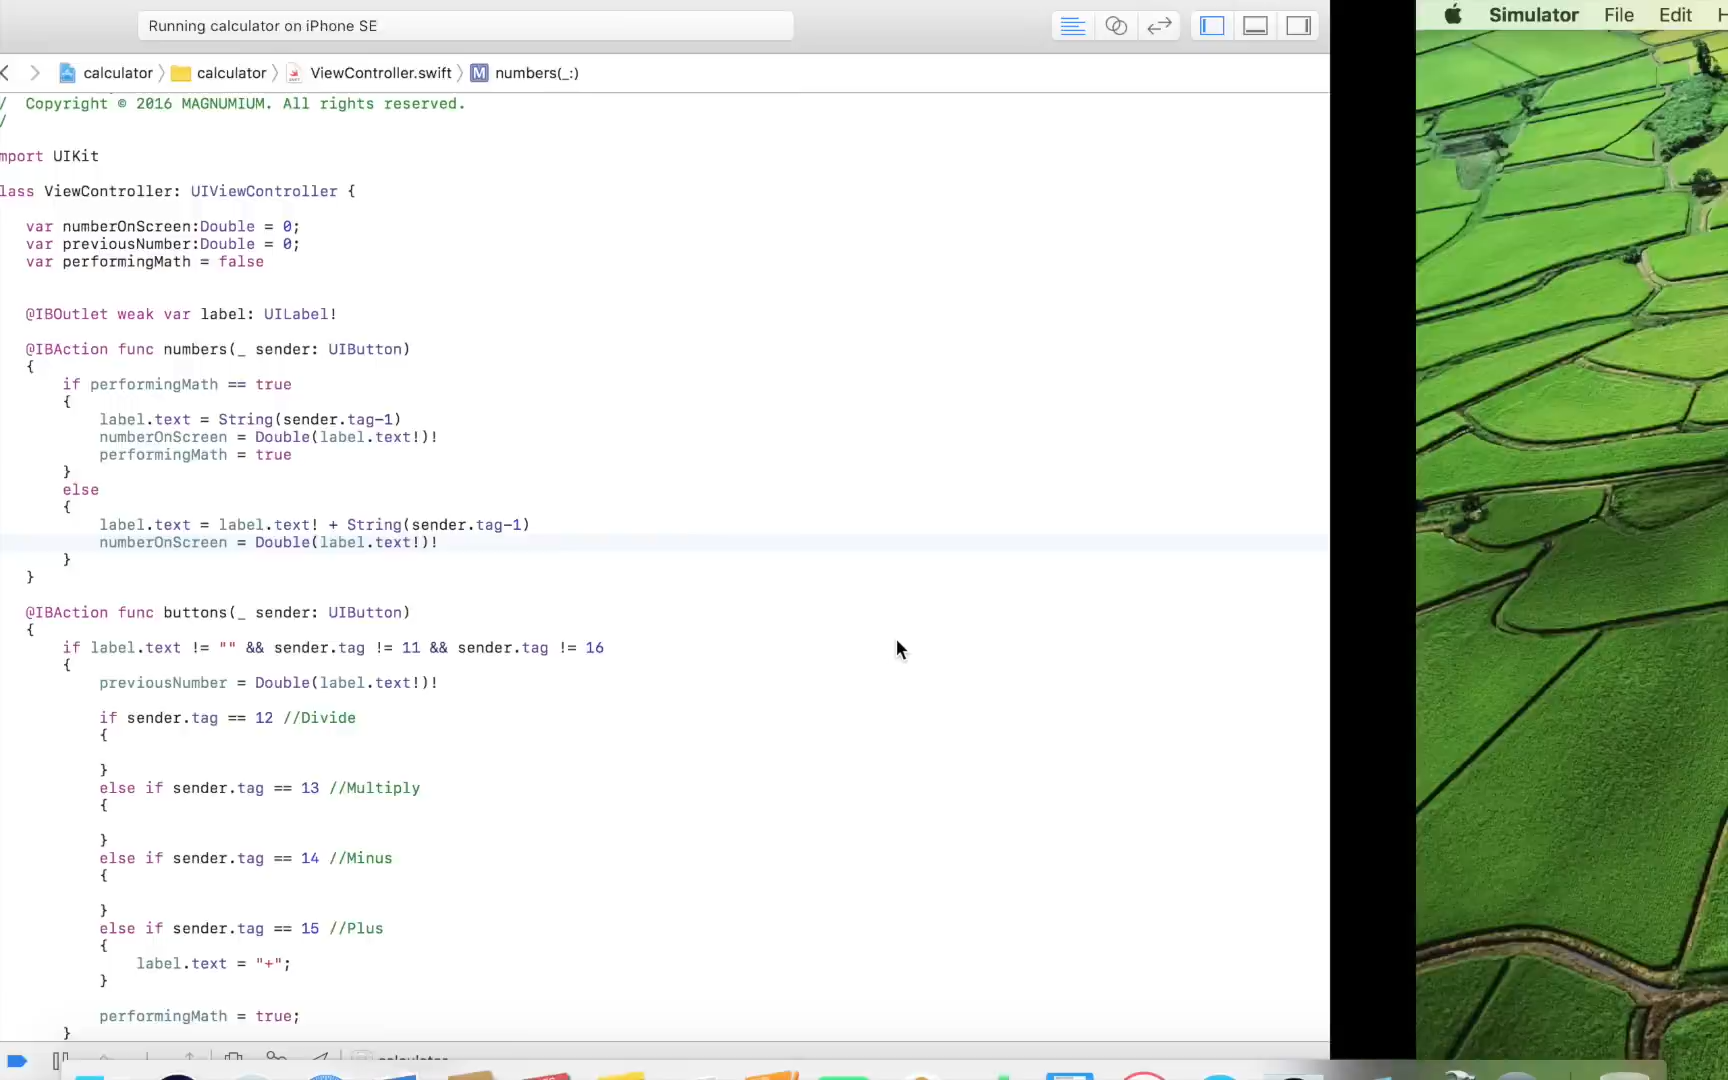 Running calculator on iPhone SE
Simulator File Edit H
calculator calculator ViewController.swift M numbers(_:)
/ Copyright © 2016 MAGNUMIUM. All rights reserved.
/
mport UIKit
lass ViewController: UIViewController {
var numberOnScreen:Double = 0;
var previousNumber:Double = 0;
var performingMath = false
@IBOutlet weak var label: UILabel!
@IBAction func numbers(_ sender: UIButton)
{
if performingMath == true
{
label.text = String(sender.tag-1)
numberOnScreen = Double(label.text!)!
performingMath = true
}
else
{
label.text = label.text! + String(sender.tag-1)
numberOnScreen = Double(label.text!)!
}
}
@IBAction func buttons(_ sender: UIButton)
{
if label.text != "" && sender.tag != 11 && sender.tag != 16
{
previousNumber = Double(label.text!)!
if sender.tag == 12 //Divide
{
}
else if sender.tag == 13 //Multiply
{
}
else if sender.tag == 14 //Minus
{
}
else if sender.tag == 15 //Plus
{
label.text = "+";
}
performingMath = true;
}
calculator